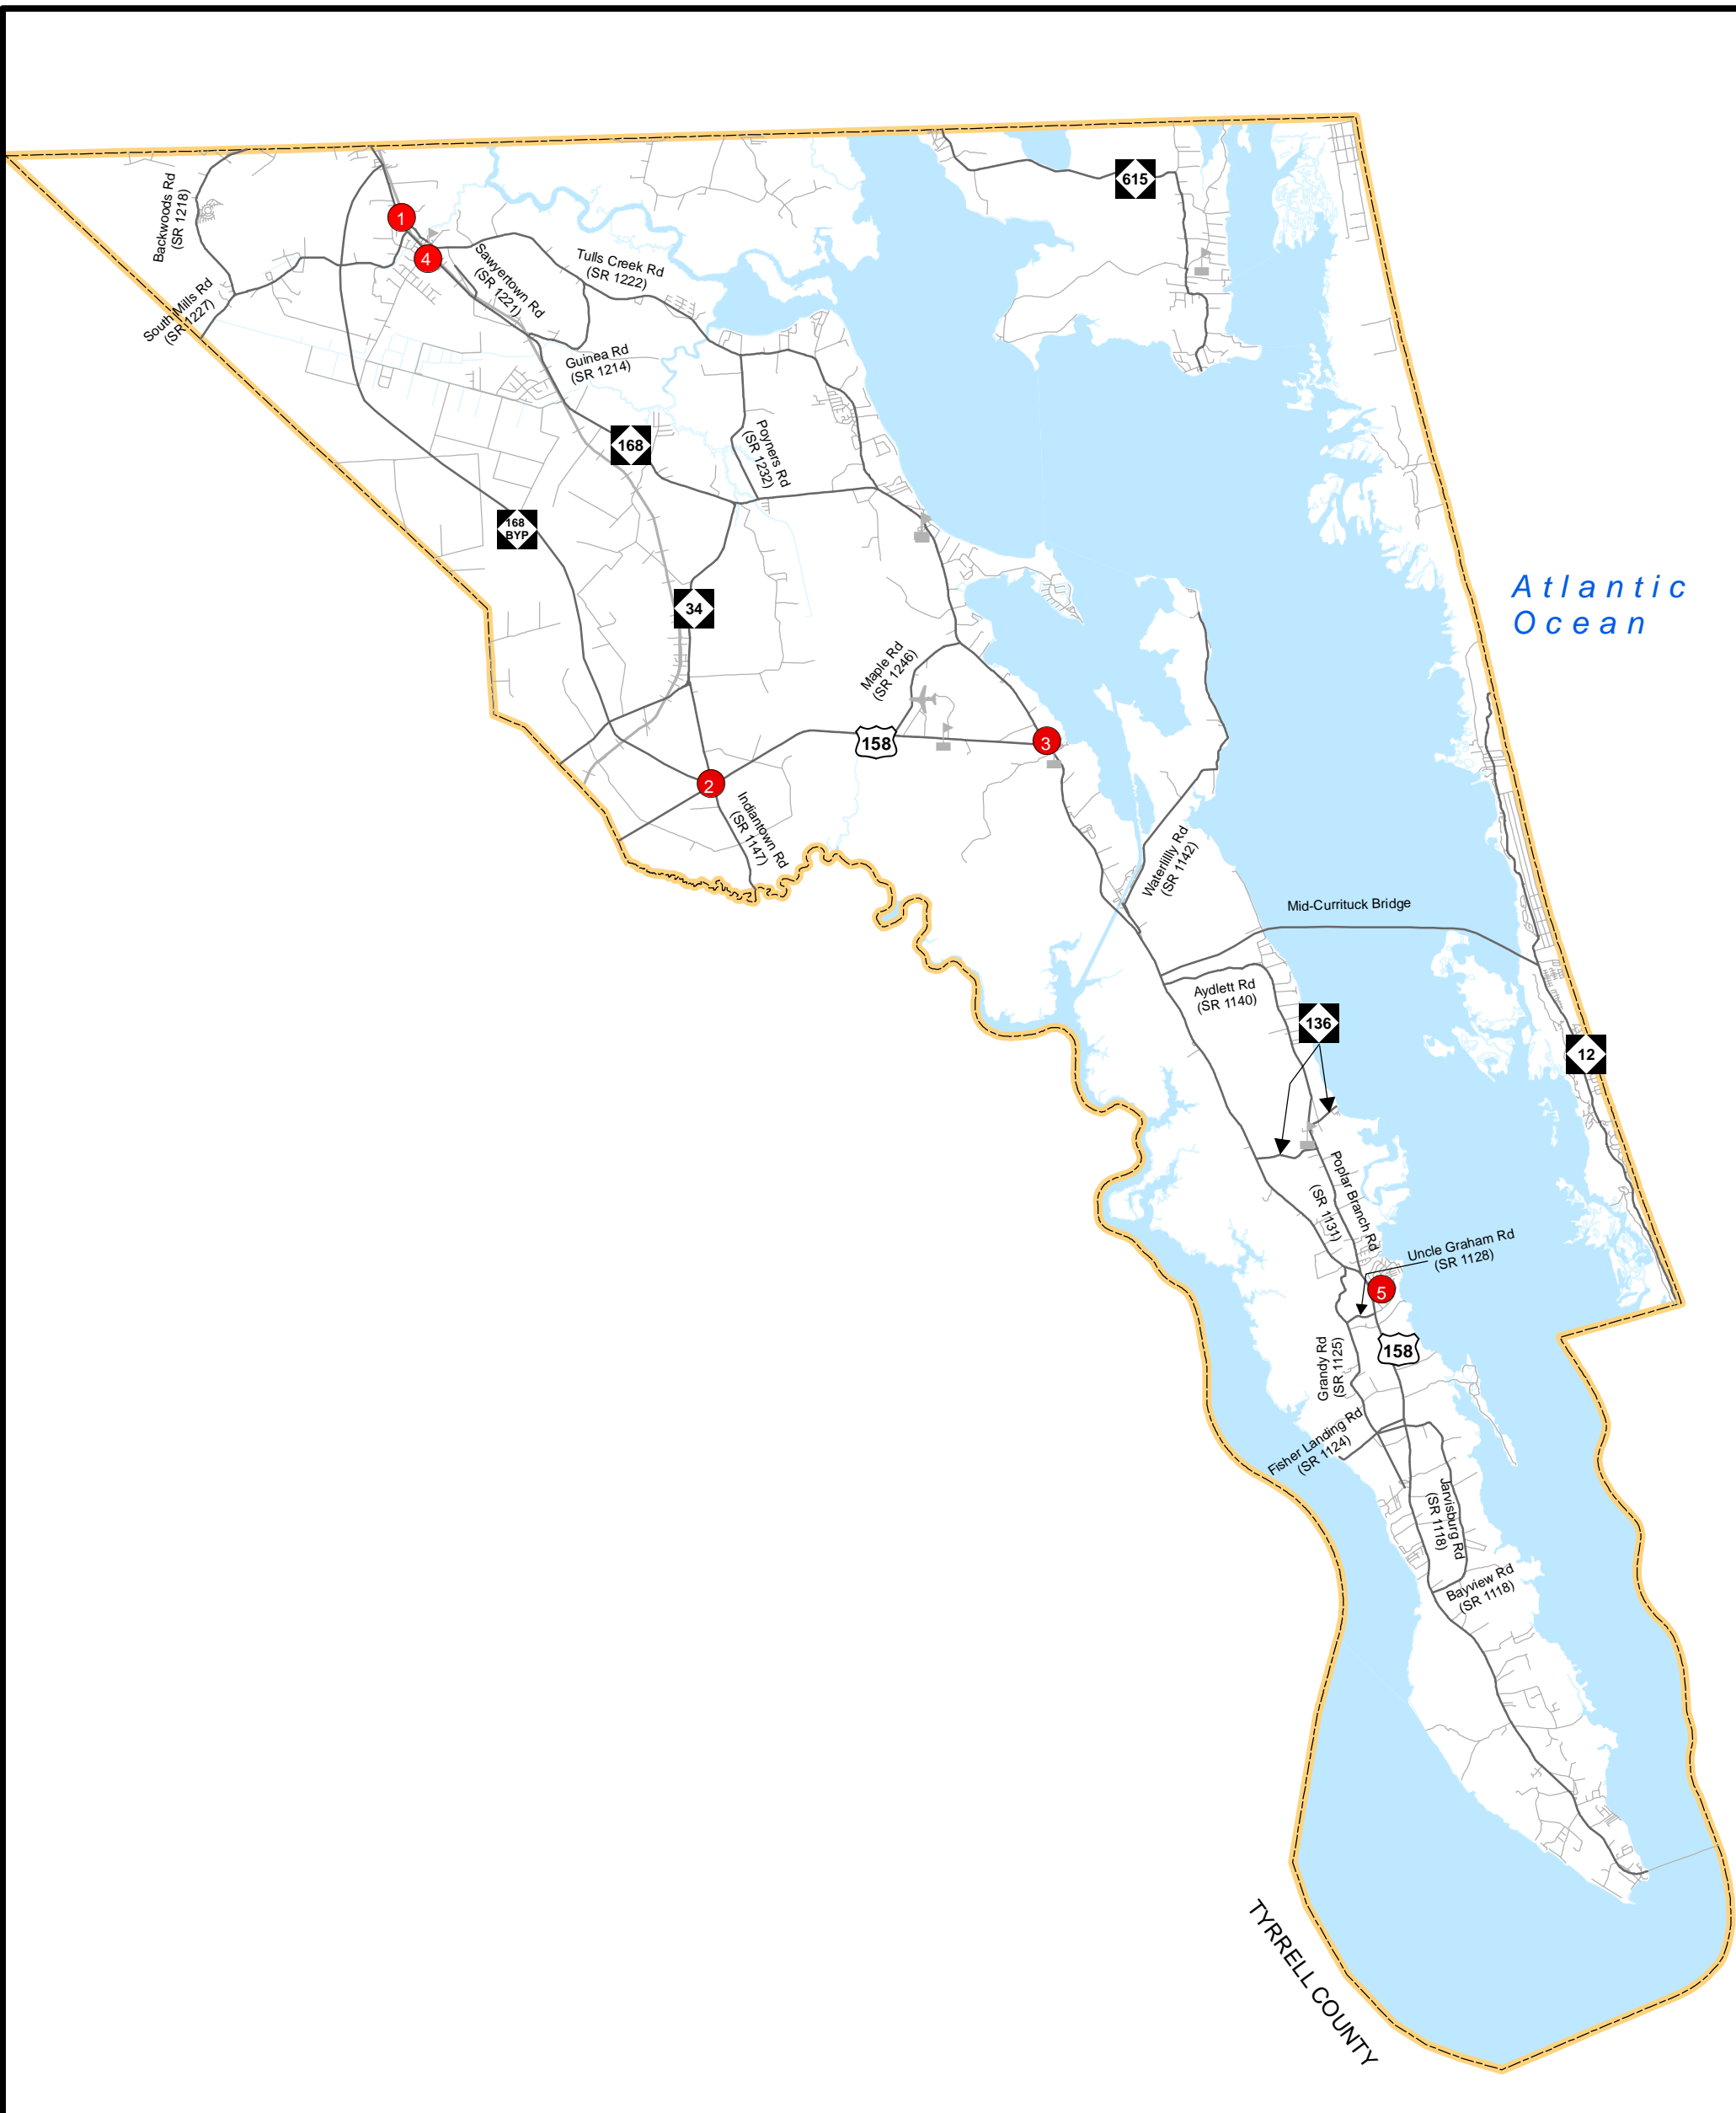 615
Backwoods Rd
(SR 1218)
1
4
Sawyertown Rd
(SR 1221)
Tulls Creek Rd
(SR 1222)
South Mills Rd
(SR 1227)
Guinea Rd
(SR 1214)
168
Poyners Rd
(SR 1232)
168
BYP
Atlantic
Ocean
34
Maple Rd
(SR 1246)
158
3
2
Indiantown Rd
(SR 1147)
Waterlillly Rd
(SR 1142)
Mid-Currituck Bridge
Aydlett Rd
(SR 1140)
136
12
Poplar Branch Rd
(SR 1131)
Uncle Graham Rd
(SR 1128)
5
158
Grandy Rd
(SR 1125)
Fisher Landing Rd
(SR 1124)
Jarvisburg Rd
(SR 1118)
Bayview Rd
(SR 1118)
TYRRELL COUNTY